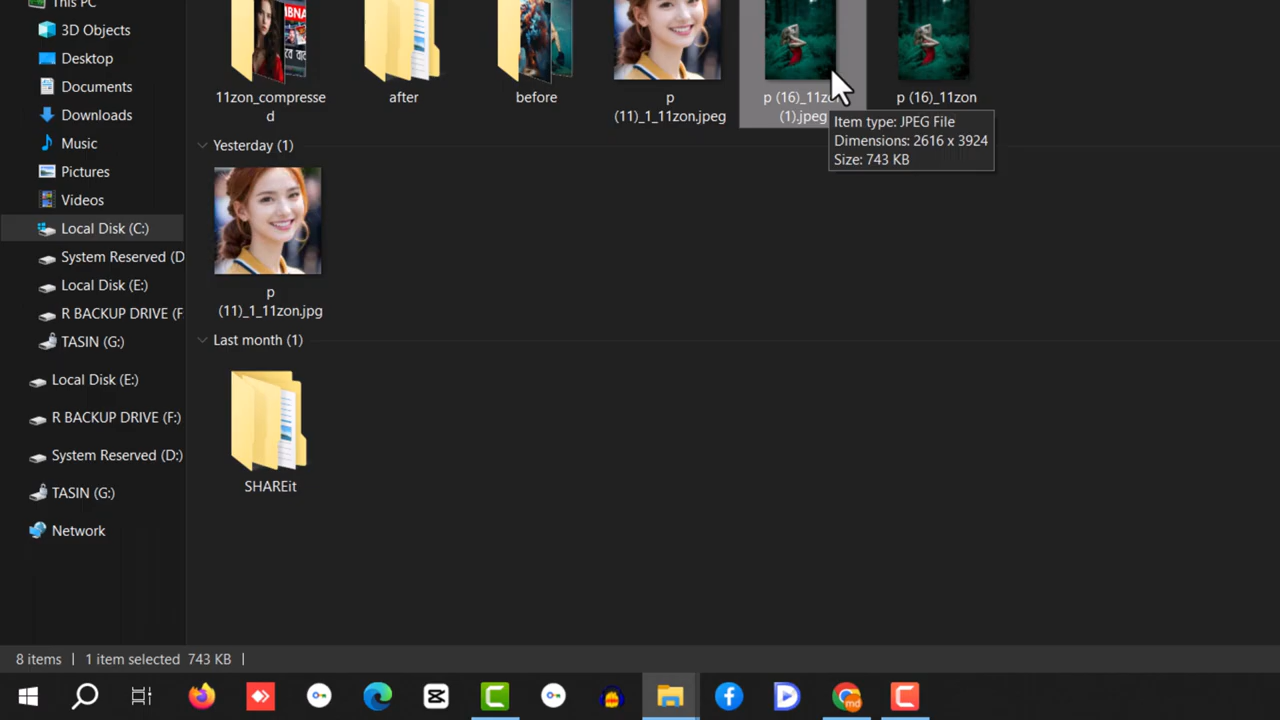 This PC
3D Objects
Desktop
Documents
Downloads
Music
Pictures
Videos
Local Disk (C:)
System Reserved (D
Local Disk (E:)
R BACKUP DRIVE (F
TASIN (G:)
Local Disk (E:)
R BACKUP DRIVE (F:)
System Reserved (D:)
TASIN (G:)
Network
11zon_compresse
d
after
before
p
(11)_1_11zon.jpeg
p (16)_11zon
(1).jpeg
p (16)_11zon
Item type: JPEG File
Dimensions: 2616 x 3924
Size: 743 KB
Yesterday (1)
p
(11)_1_11zon.jpg
Last month (1)
SHAREit
8 items
1 item selected 743 KB